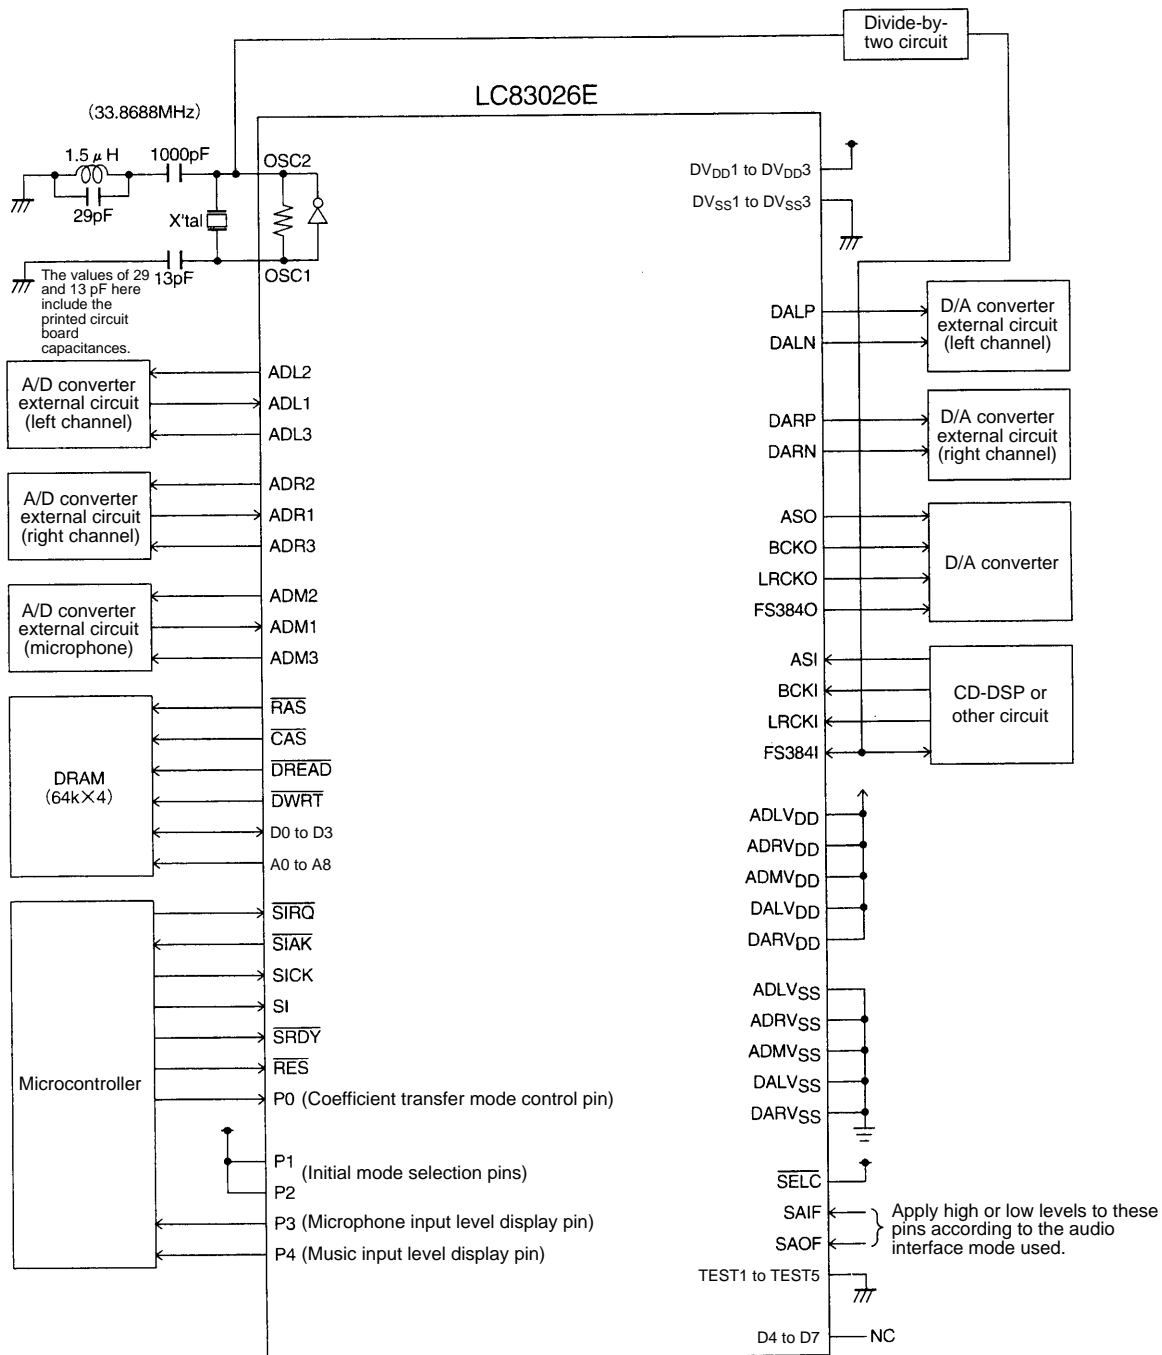 Divide-by-
two circuit
LC83026E
(33.8688MHz)
1.5 μH
1000pF
29pF
X'tal
13pF
OSC2
OSC1
The values of 29
and 13 pF here
include the
printed circuit
board
capacitances.
A/D converter
external circuit
(left channel)
ADL2
ADL1
ADL3
A/D converter
external circuit
(right channel)
ADR2
ADR1
ADR3
A/D converter
external circuit
(microphone)
ADM2
ADM1
ADM3
DRAM
(64k×4)
RAS
CAS
DREAD
DWRT
D0 to D3
A0 to A8
Microcontroller
SIRQ
SIAK
SICK
SI
SRDY
RES
P0 (Coefficient transfer mode control pin)
P1
(Initial mode selection pins)
P2
P3 (Microphone input level display pin)
P4 (Music input level display pin)
DVDD1 to DVDD3
DVSS1 to DVSS3
DALP
DALN
D/A converter
external circuit
(left channel)
DARP
DARN
D/A converter
external circuit
(right channel)
ASO
BCKO
LRCKO
FS384O
D/A converter
ASI
BCKI
LRCKI
FS384I
CD-DSP or
other circuit
ADLVDD
ADRVDD
ADMVDD
DALVDD
DARVDD
ADLVSS
ADRVSS
ADMVSS
DALVSS
DARVSS
SELC
SAIF
SAOF
Apply high or low levels to these
pins according to the audio
interface mode used.
TEST1 to TEST5
D4 to D7
NC